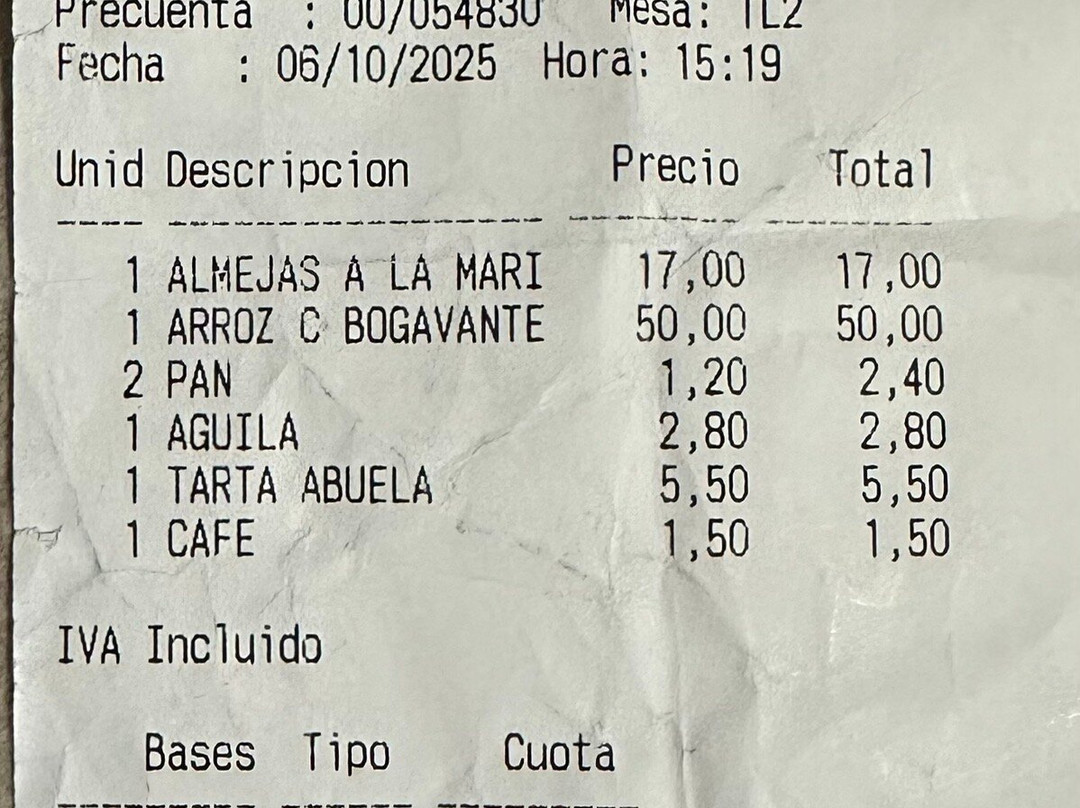 Precuenta : 00/054830 Mesa: TL2
Fecha : 06/10/2025 Hora: 15:19
Unid Descripcion Precio Total
1 ALMEJAS A LA MARI 17,00 17,00
1 ARROZ C BOGAVANTE 50,00 50,00
2 PAN 1,20 2,40
1 AGUILA 2,80 2,80
1 TARTA ABUELA 5,50 5,50
1 CAFE 1,50 1,50
IVA Incluido
Bases Tipo Cuota